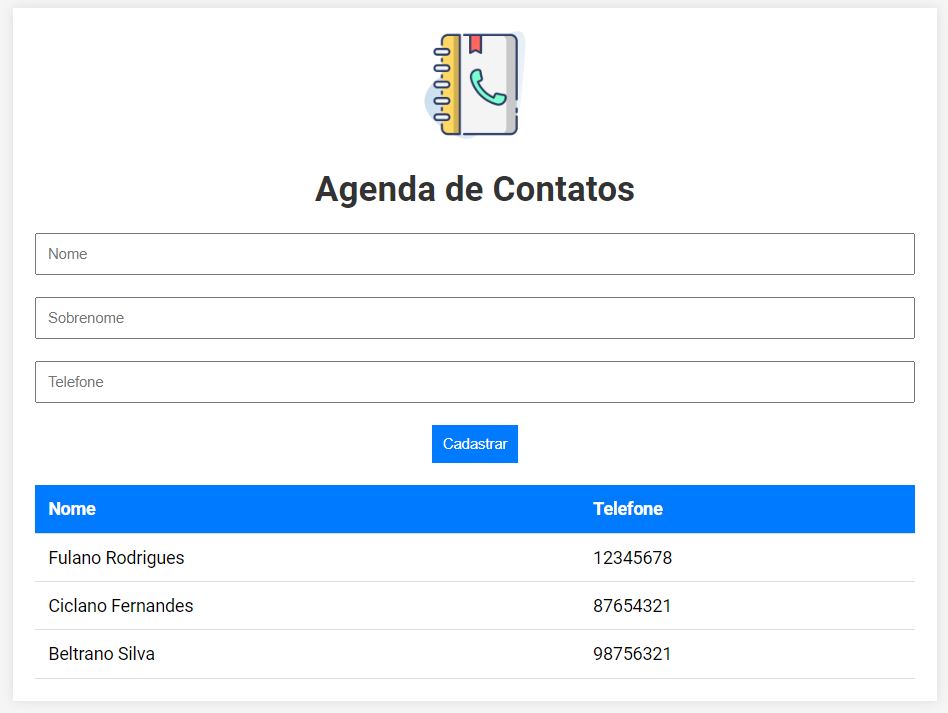 Agenda de Contatos
Nome
Sobrenome
Telefone
Cadastrar
Nome Telefone
Fulano Rodrigues 12345678
Ciclano Fernandes 87654321
Beltrano Silva 98756321